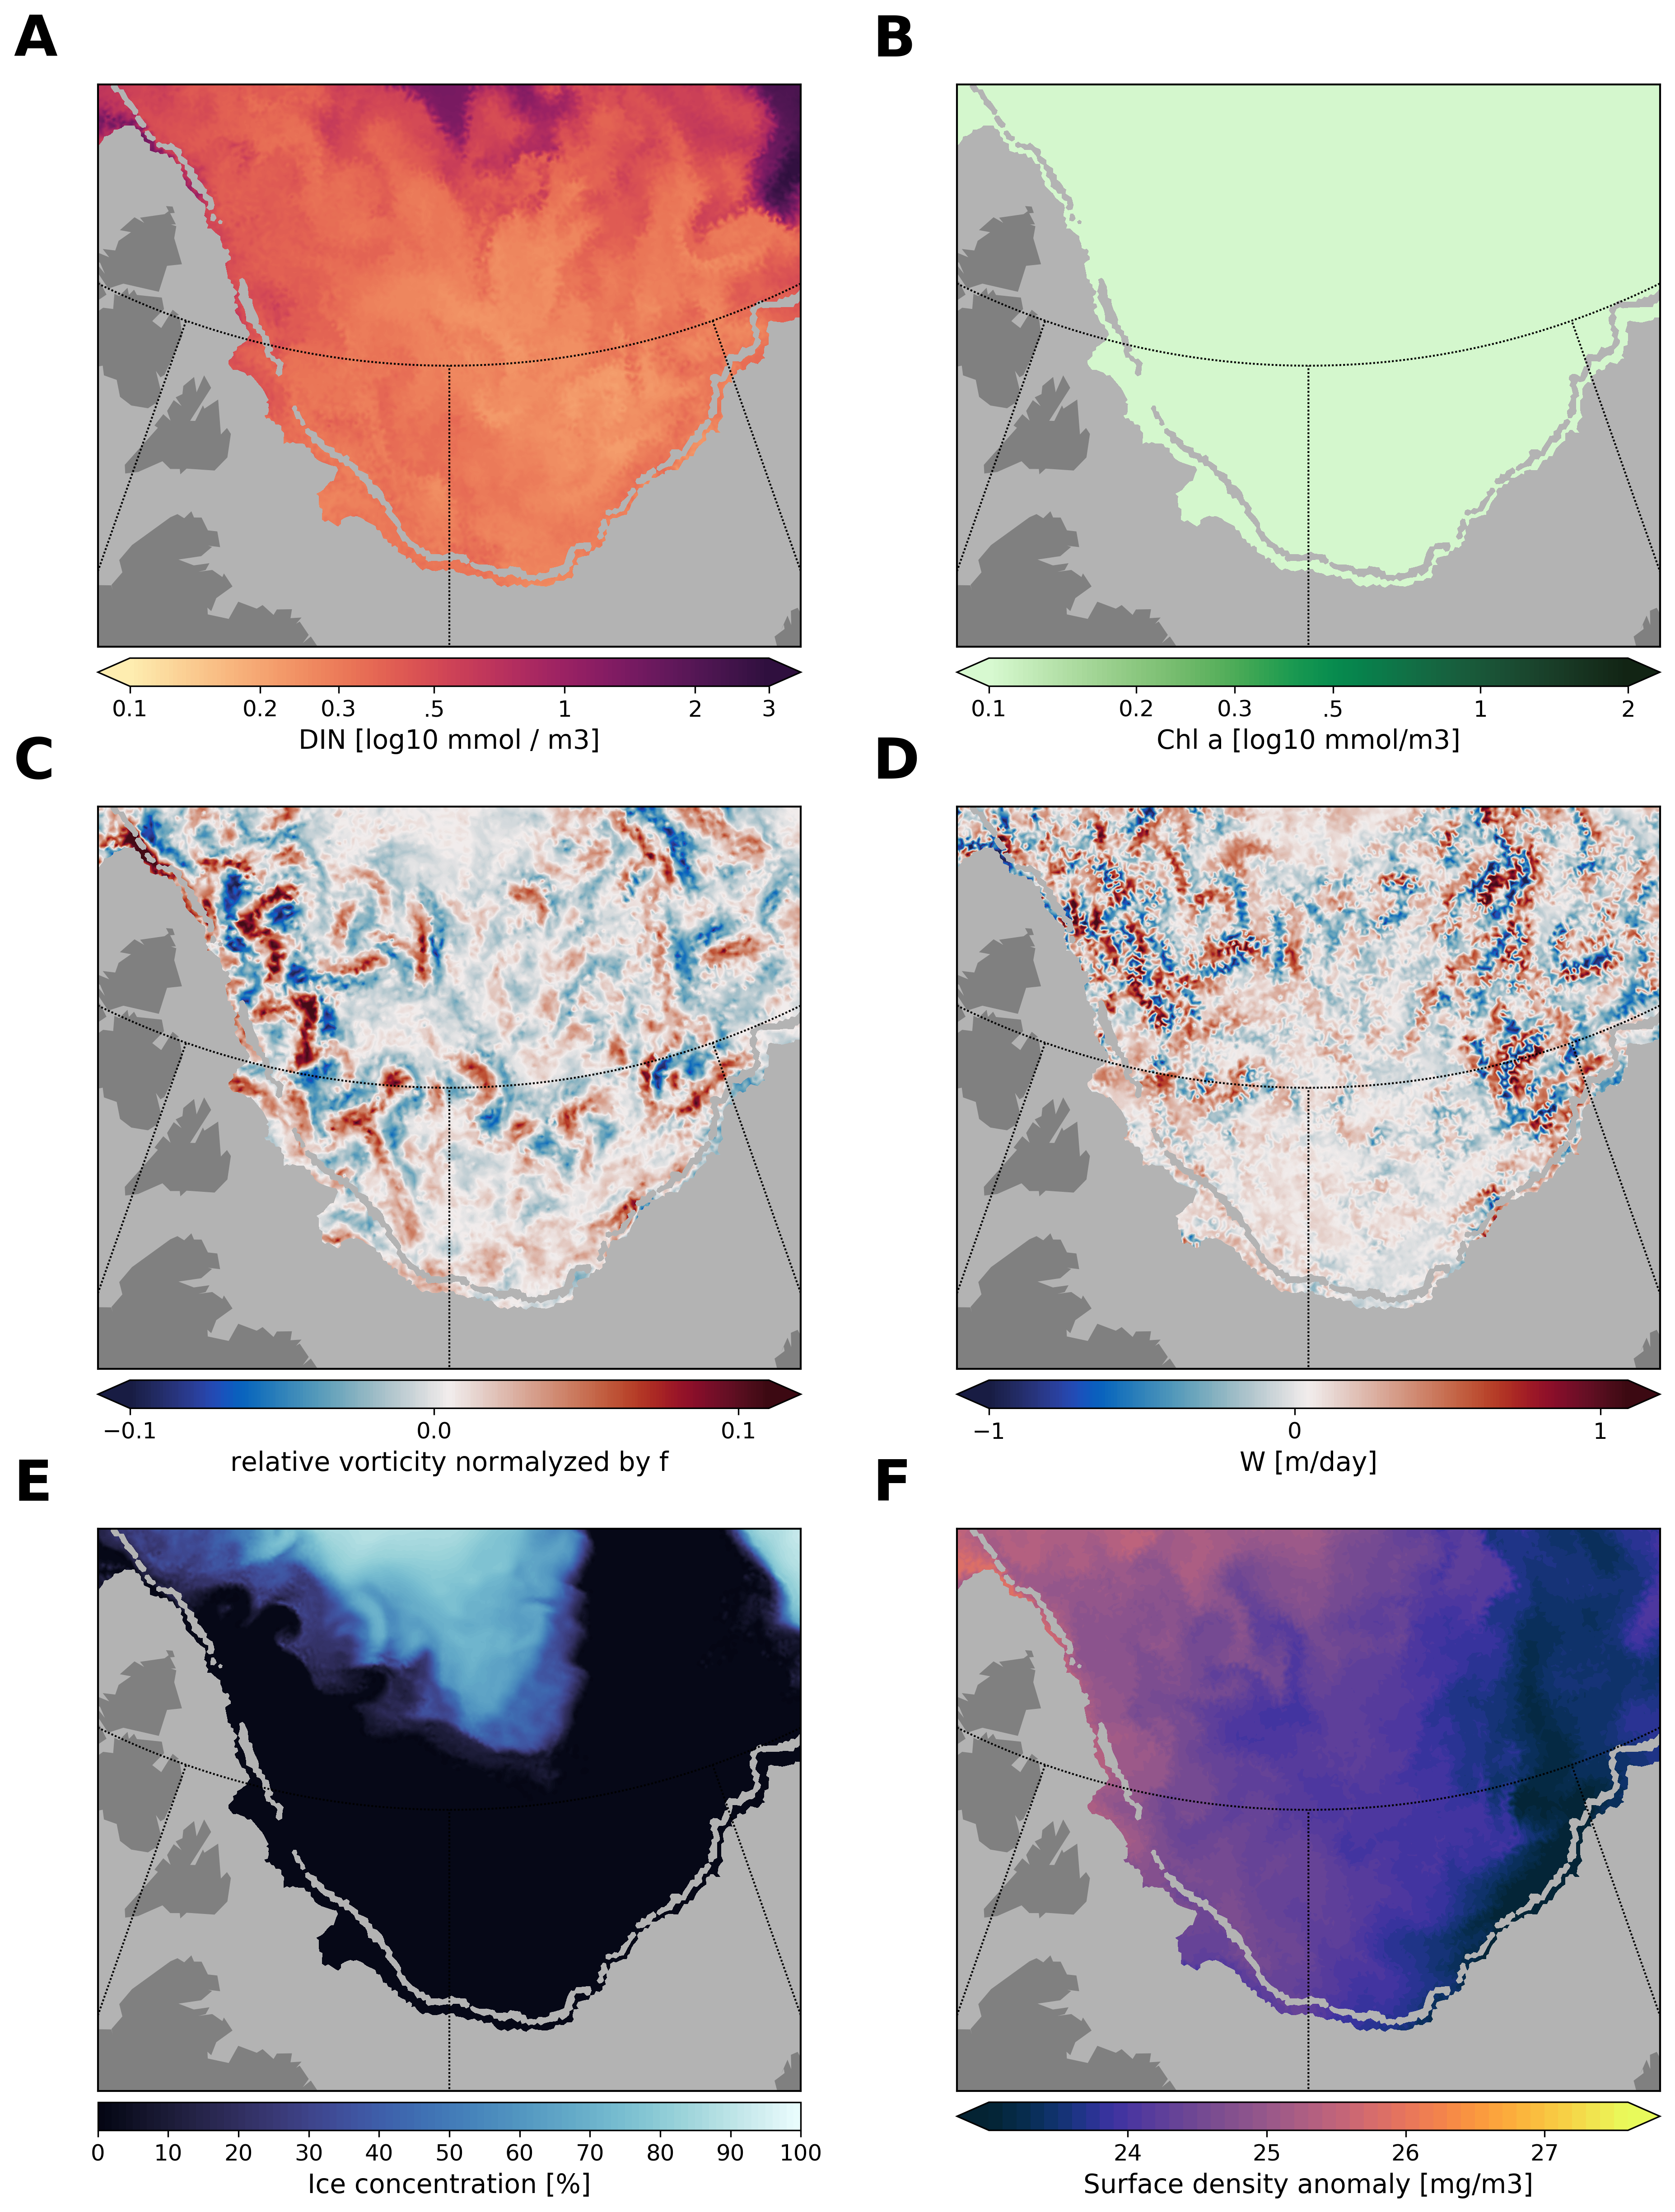 A
B
0.1 0.2 0.3 .5 1 2 3
DIN [log10 mmol / m3]
0.1 0.2 0.3 .5 1 2
Chl a [log10 mmol/m3]
C
D
−0.1 0.0 0.1
relative vorticity normalyzed by f
−1 0 1
W [m/day]
E
F
0 10 20 30 40 50 60 70 80 90 100
Ice concentration [%]
24 25 26 27
Surface density anomaly [mg/m3]